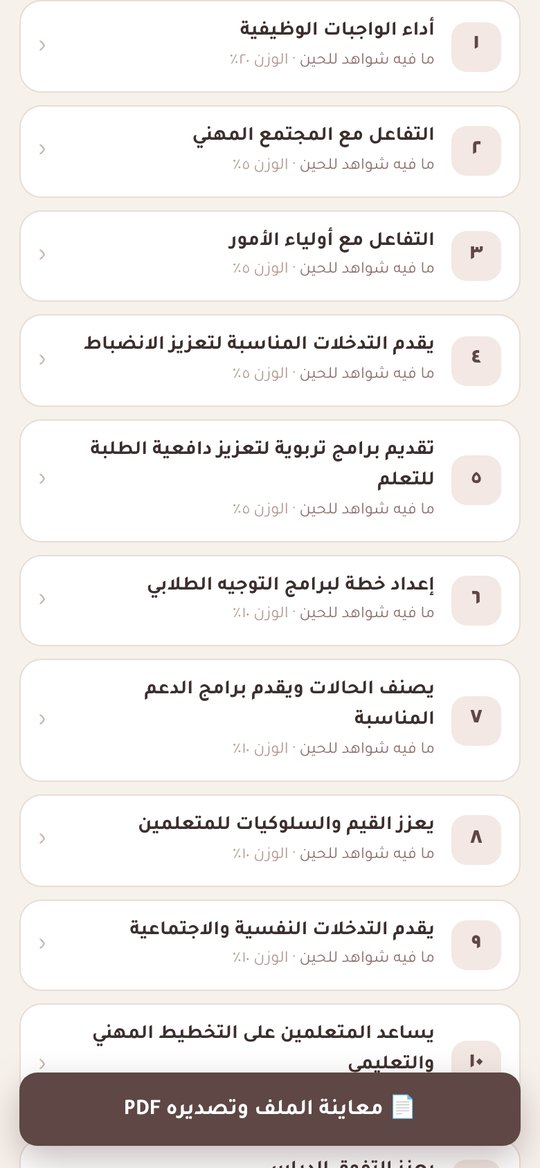 ١
أداء الواجبات الوظيفية
ما فيه شواهد للحين · الوزن ٢٠٪
٢
التفاعل مع المجتمع المهني
ما فيه شواهد للحين · الوزن ٥٪
٣
التفاعل مع أولياء الأمور
ما فيه شواهد للحين · الوزن ٥٪
٤
يقدم التدخلات المناسبة لتعزيز الانضباط
ما فيه شواهد للحين · الوزن ٥٪
٥
تقديم برامج تربوية لتعزيز دافعية الطلبة
للتعلم
ما فيه شواهد للحين · الوزن ٥٪
٦
إعداد خطة لبرامج التوجيه الطلابي
ما فيه شواهد للحين · الوزن ١٠٪
٧
يصنف الحالات ويقدم برامج الدعم
المناسبة
ما فيه شواهد للحين · الوزن ١٠٪
٨
يعزز القيم والسلوكيات للمتعلمين
ما فيه شواهد للحين · الوزن ١٠٪
٩
يقدم التدخلات النفسية والاجتماعية
ما فيه شواهد للحين · الوزن ١٠٪
١٠
يساعد المتعلمين على التخطيط المهني
والتعليمي
📄 معاينة الملف وتصديره PDF